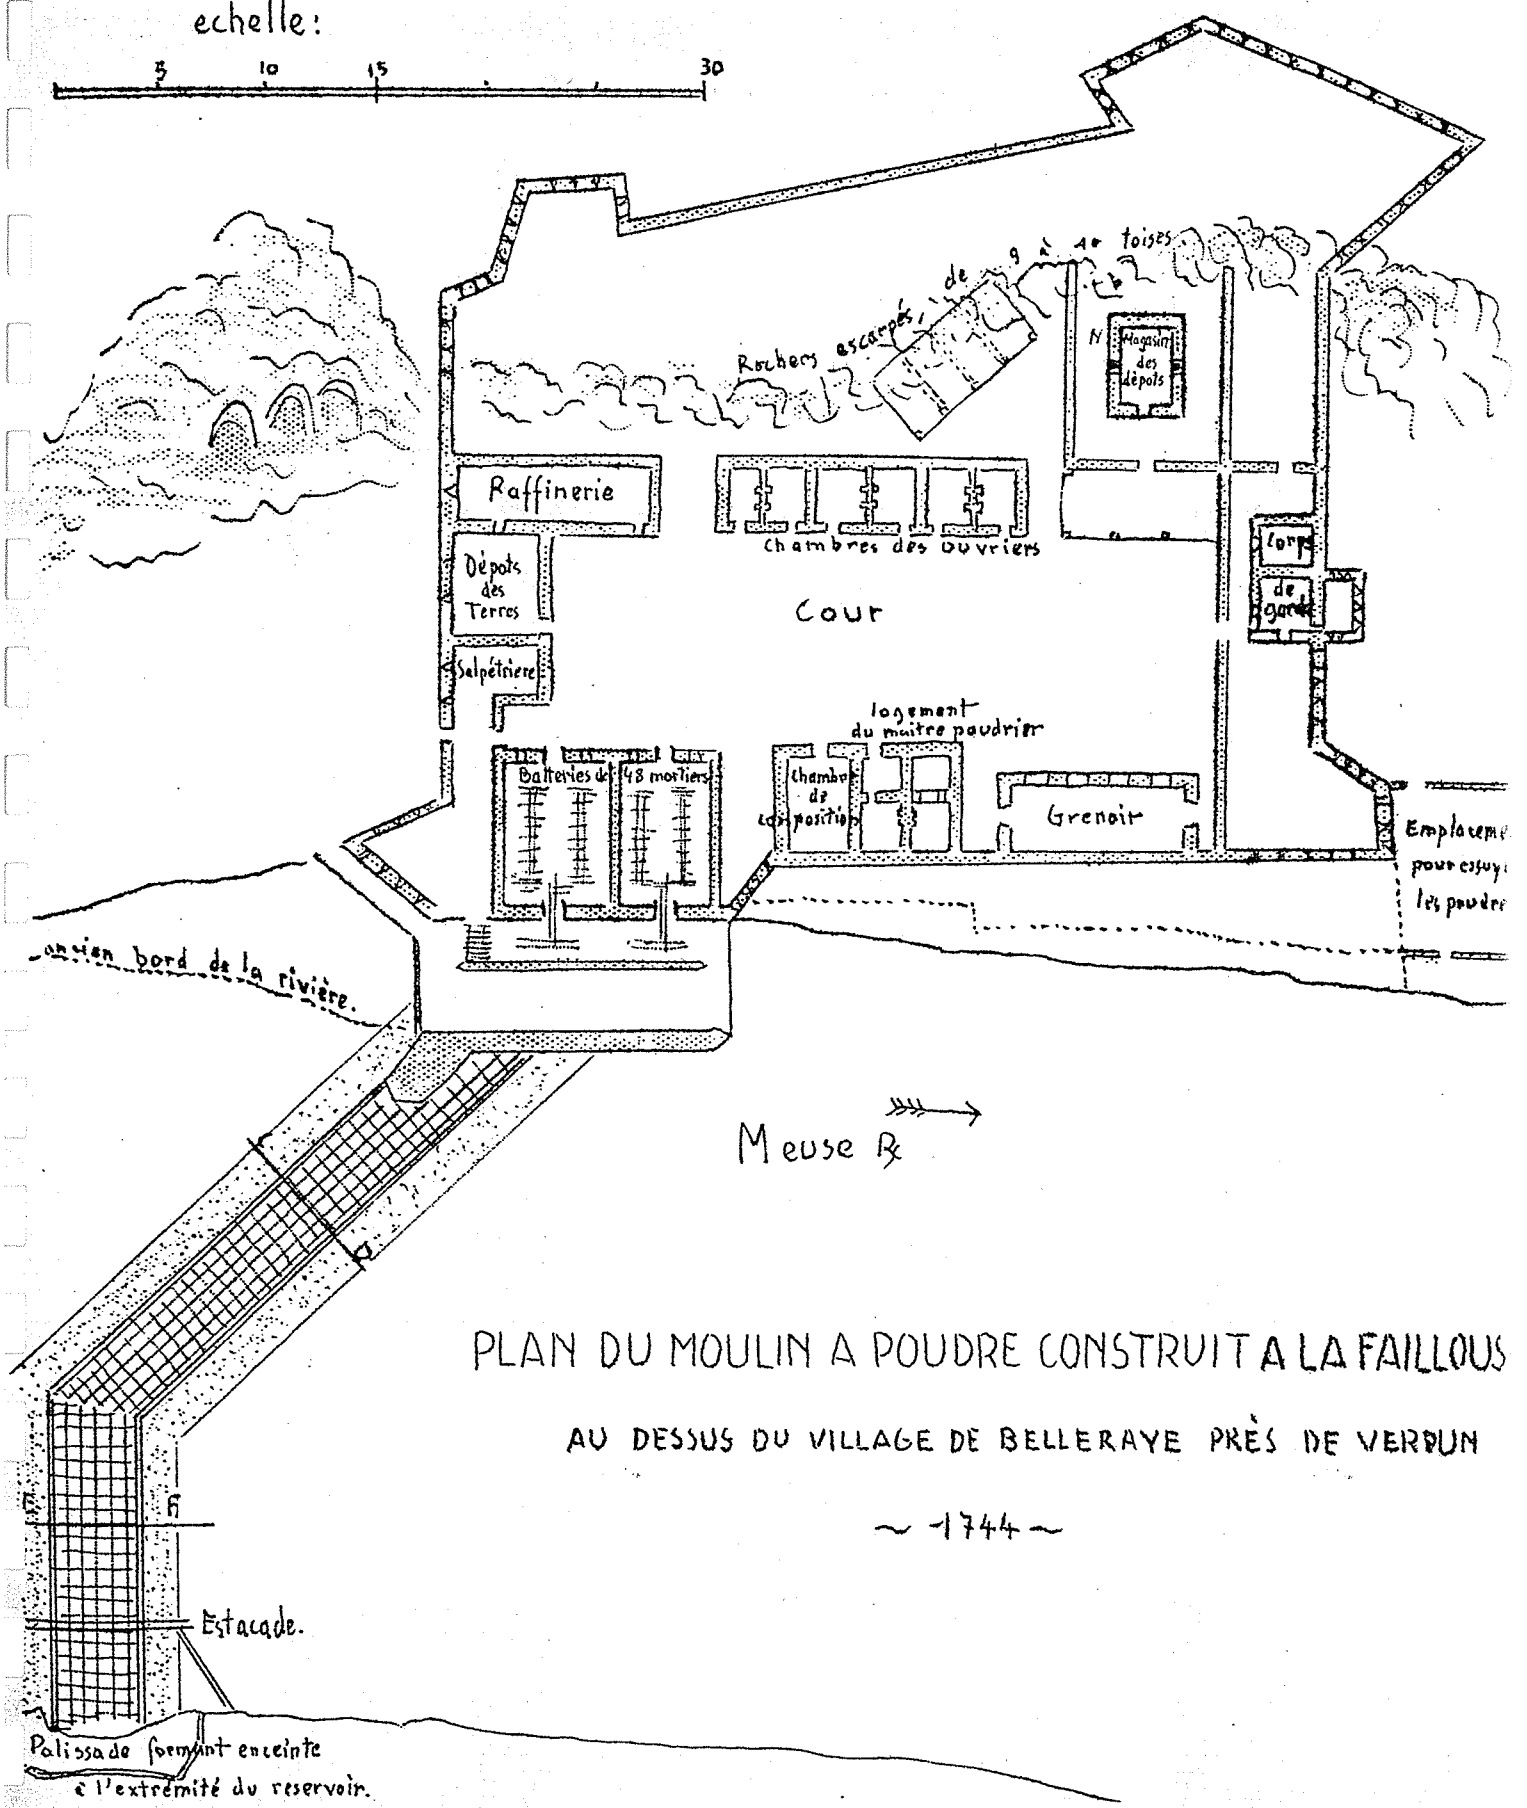 echelle:
5 10 15 30
Rochers escarpés, de 9 à 10 toises
N
Magasin
des
dépots
Raffinerie
Chambres des ouvriers
Dépots
des
Terres
Salpétriere
Cour
Corps
de
garde
logement
du maitre poudrier
Batteries de 48 mortiers
Chambre
de
composition
Grenoir
Emplaceme
pour essuy
les poudre
ancien bord de la rivière.
Meuse R
PLAN DU MOULIN A POUDRE CONSTRUIT A LA FAILLOUS
AU DESSUS DU VILLAGE DE BELLERAYE PRÈS DE VERDUN
~ 1744 ~
Estacade.
Palissade formant enceinte
à l'extrémité du reservoir.